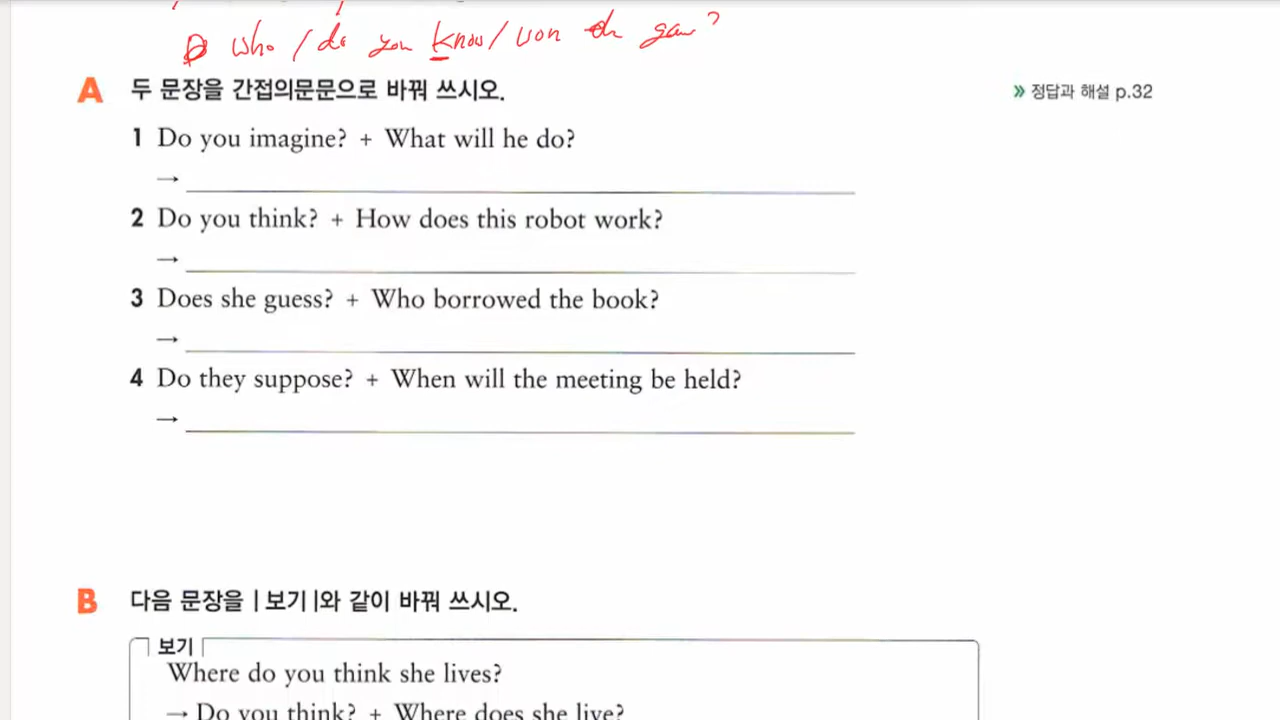 who / do you know / won the game?
A 두 문장을 간접의문문으로 바꿔 쓰시오.
» 정답과 해설 p.32
1 Do you imagine? + What will he do?
→
2 Do you think? + How does this robot work?
→
3 Does she guess? + Who borrowed the book?
→
4 Do they suppose? + When will the meeting be held?
→
B 다음 문장을 | 보기 |와 같이 바꿔 쓰시오.
보기
Where do you think she lives?
→ Do you think? + Where does she live?